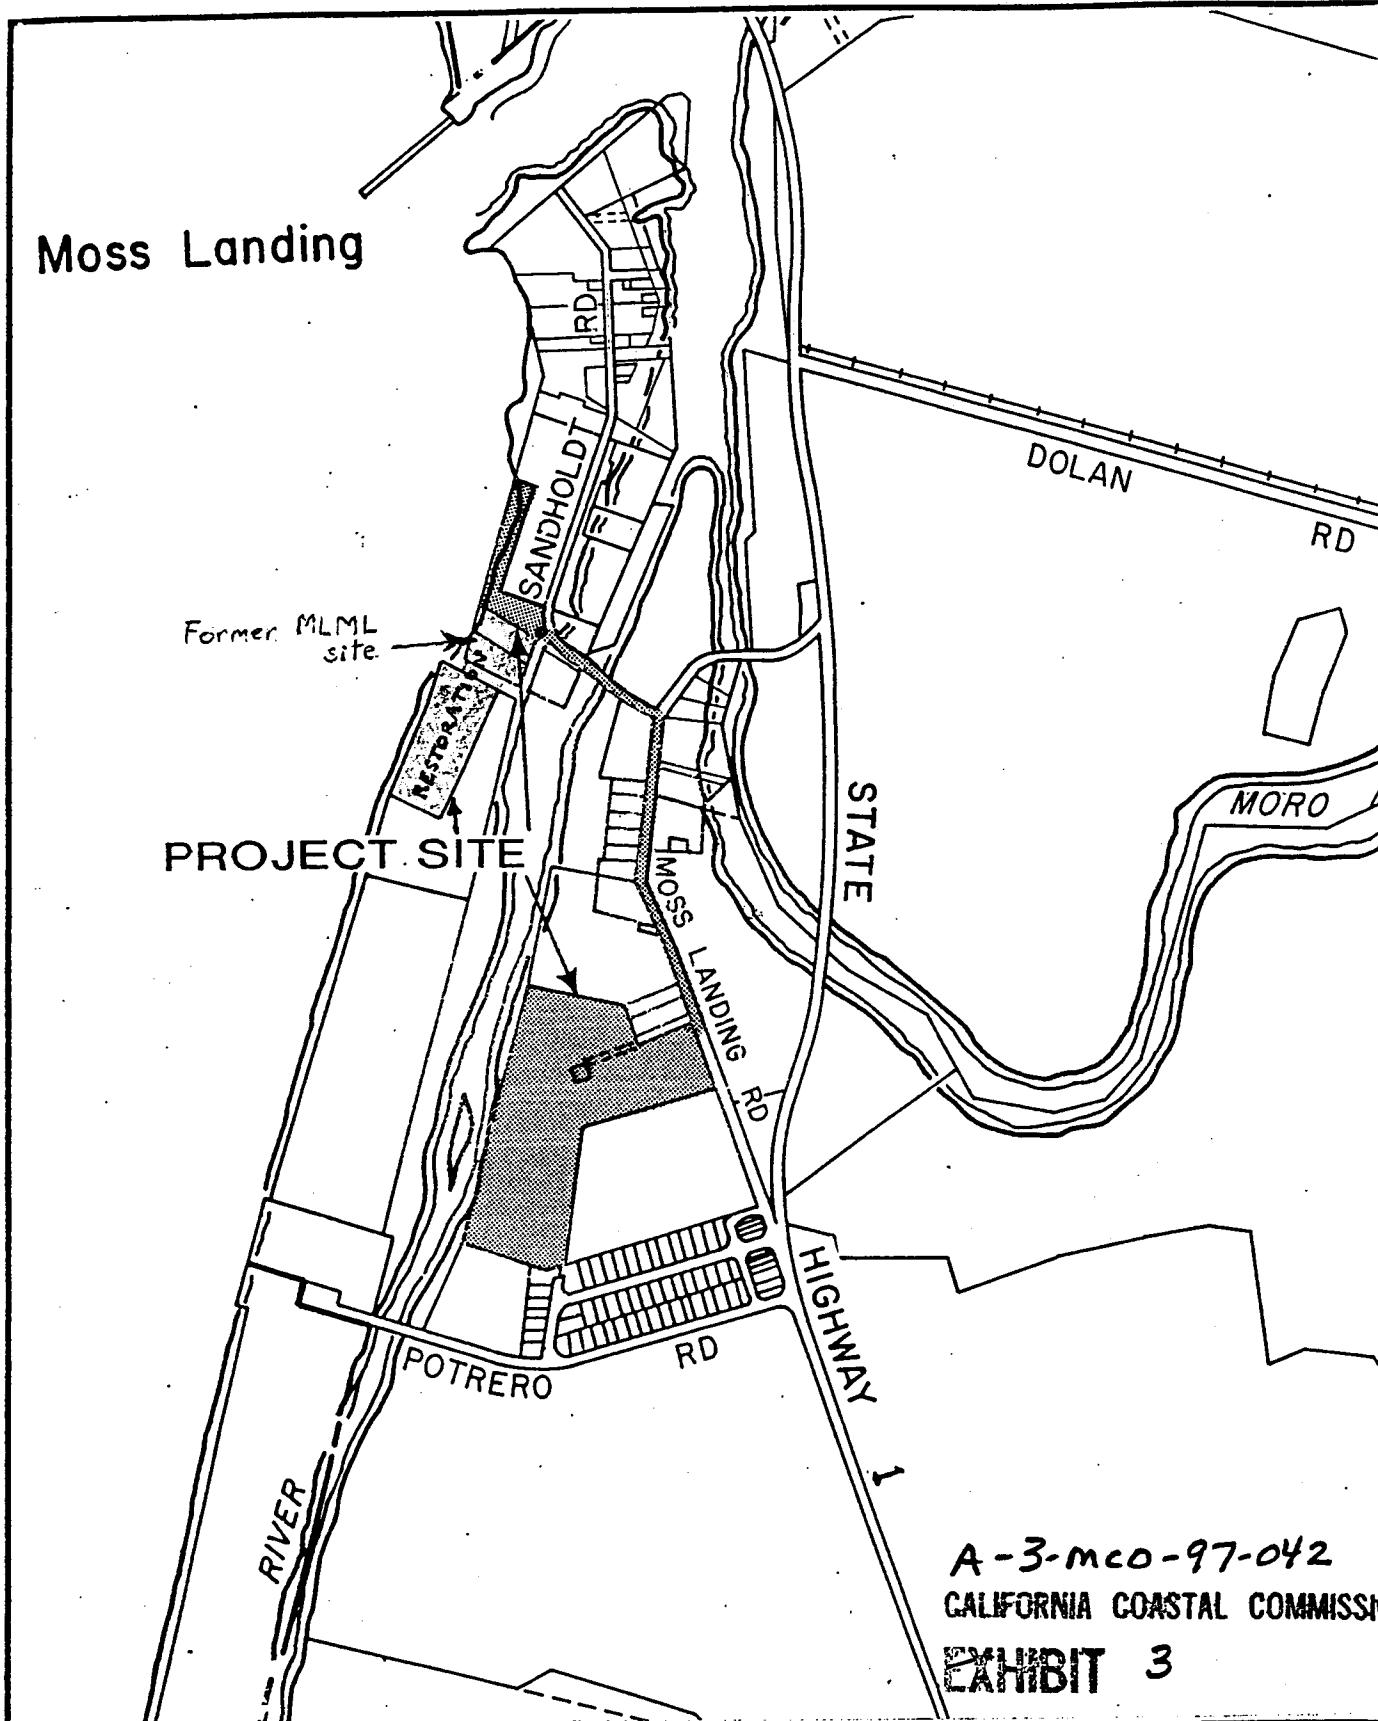 Moss Landing
RD
SANDHOLDT
DOLAN
RD
Former MLML
site
RESTORATION
PROJECT SITE
STATE
MORO
MOSS LANDING RD
HIGHWAY 1
POTRERO
RD
RIVER
A-3-MCO-97-042
CALIFORNIA COASTAL COMMISSI
EXHIBIT 3